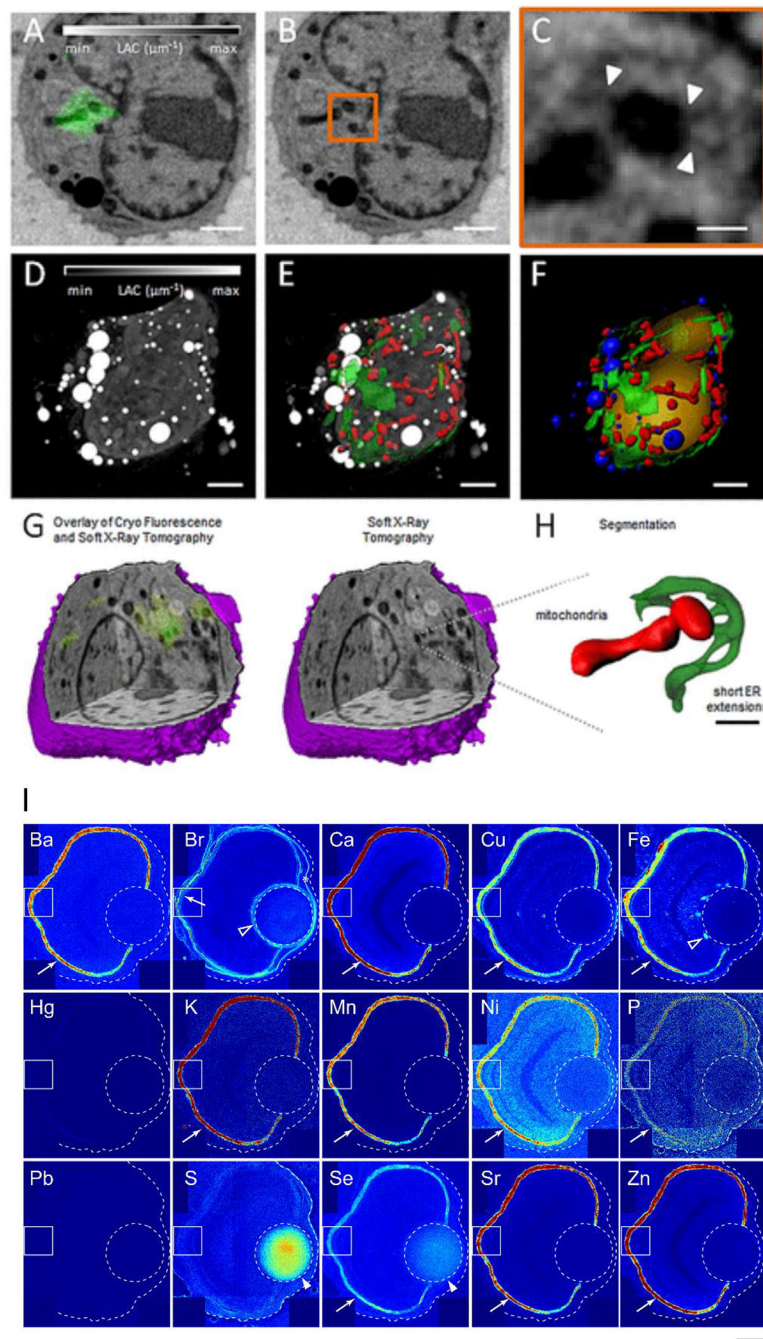 A B C
min LAC (µm⁻¹) max
D E F
min LAC (µm⁻¹) max
G Overlay of Cryo Fluorescence
and Soft X-Ray Tomography
Soft X-Ray
Tomography
H Segmentation
mitochondria
short ER
extensions
I
Ba Br Ca Cu Fe
Hg K Mn Ni P
Pb S Se Sr Zn